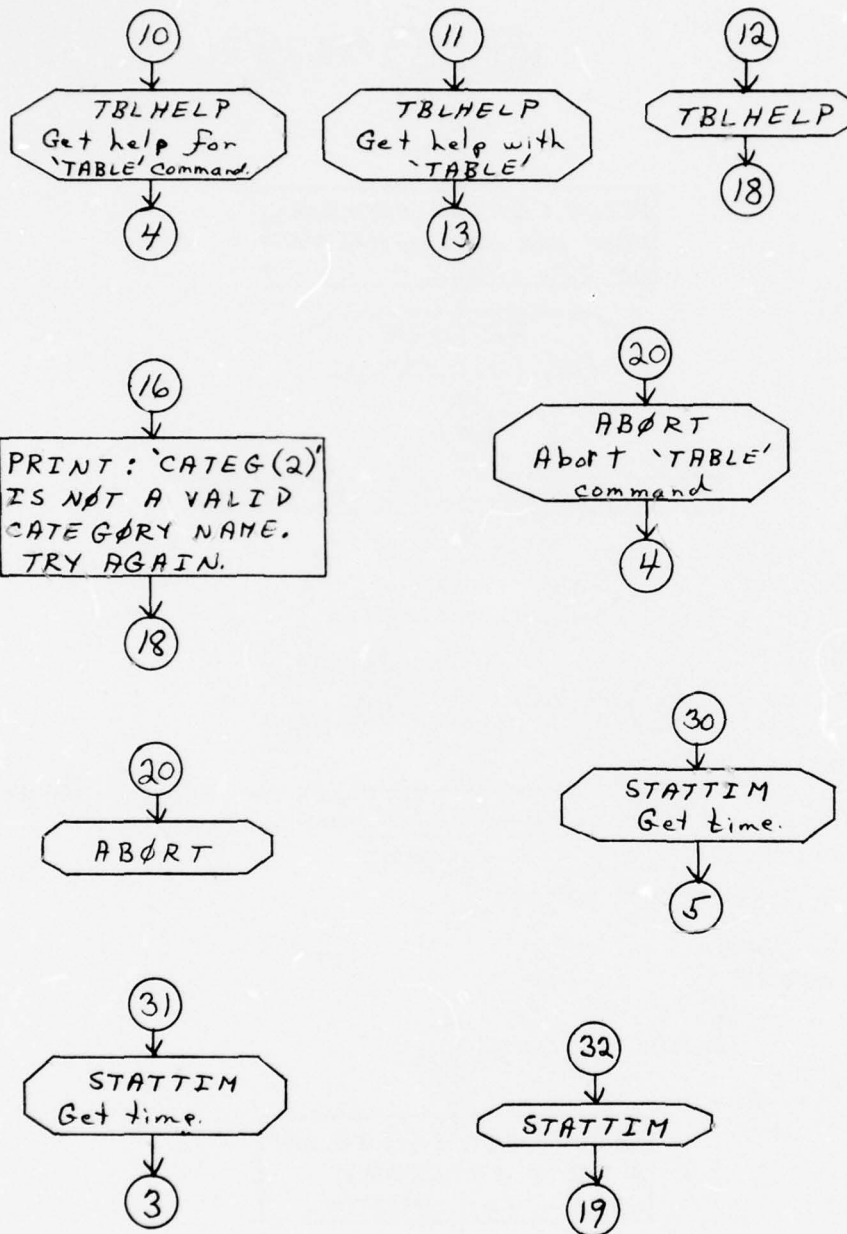 10
TBLHELP
Get help for
'TABLE' command.
4
11
TBLHELP
Get help with
'TABLE'
13
12
TBLHELP
18
16
PRINT: 'CATEG(2)'
IS NØT A VALID
CATEGØRY NAME.
TRY AGAIN.
18
20
ABØRT
Abort 'TABLE'
command
4
20
ABØRT
30
STATTIM
Get time.
5
31
STATTIM
Get time.
3
32
STATTIM
19